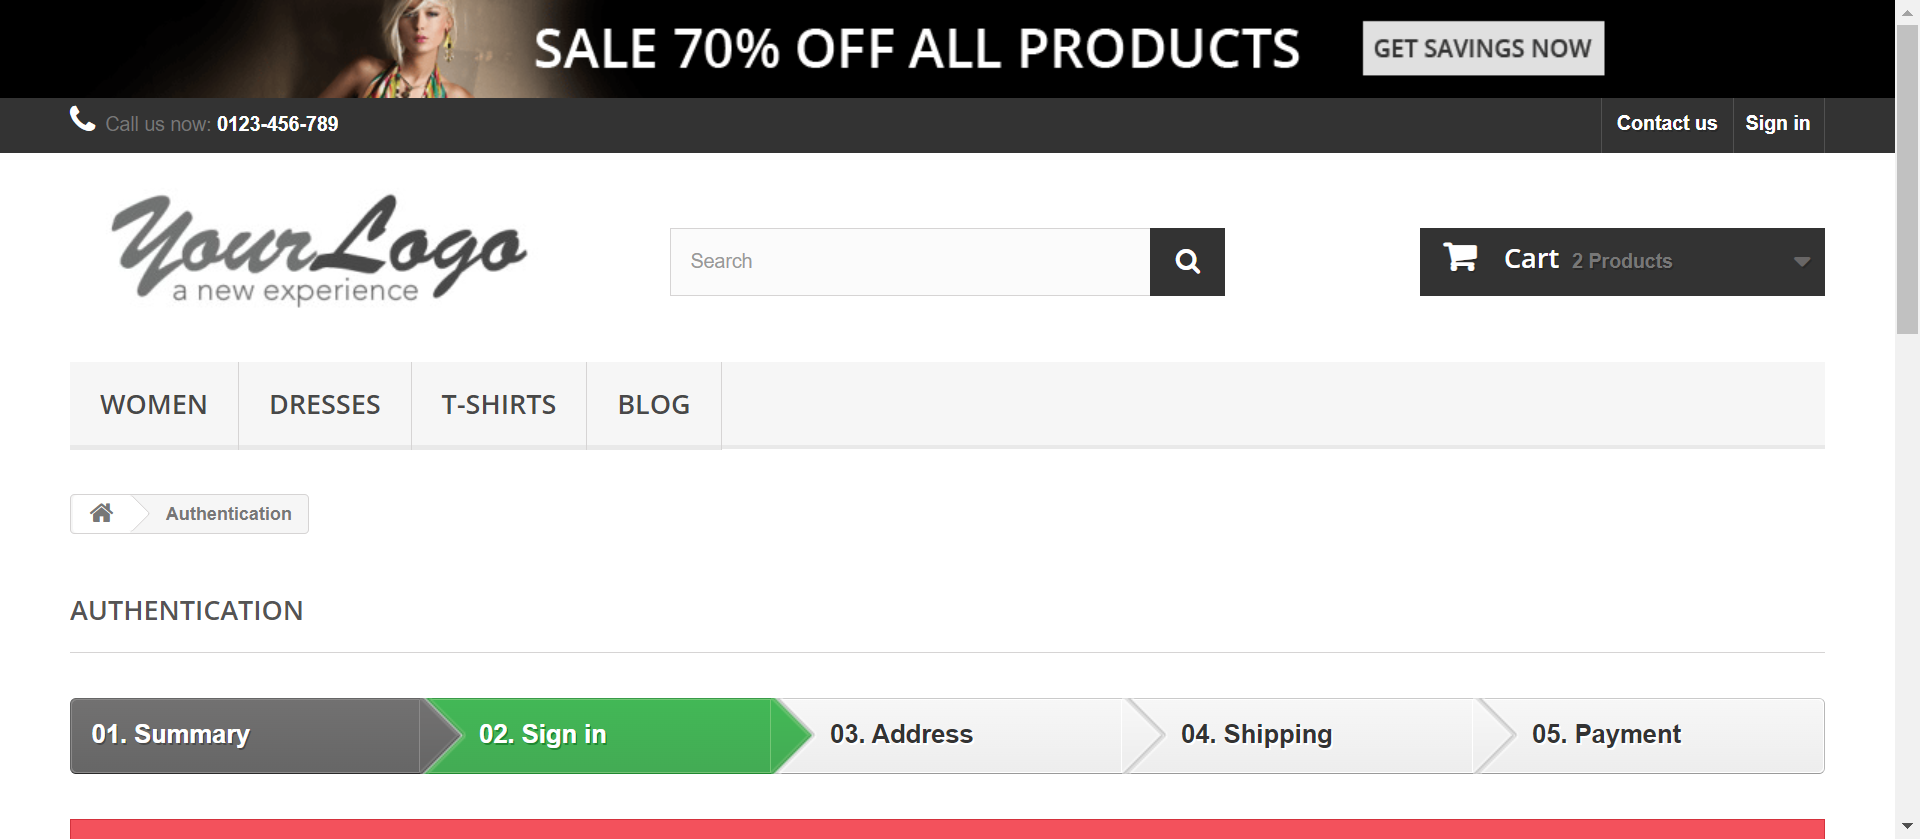 SALE 70% OFF ALL PRODUCTS GET SAVINGS NOW
Call us now: 0123-456-789 Contact us Sign in
YourLogo
a new experience
Search
Cart 2 Products
WOMEN DRESSES T-SHIRTS BLOG
Authentication
AUTHENTICATION
01. Summary 02. Sign in 03. Address 04. Shipping 05. Payment